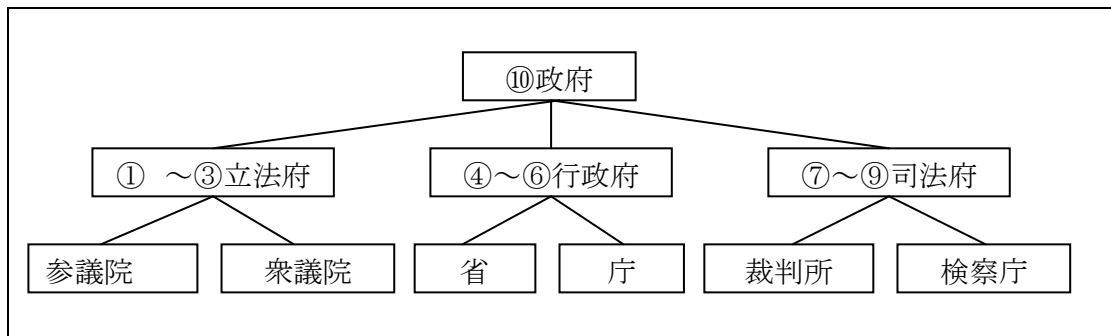 ⑩政府
① ～③立法府
④～⑥行政府
⑦～⑨司法府
参議院
衆議院
省
庁
裁判所
検察庁